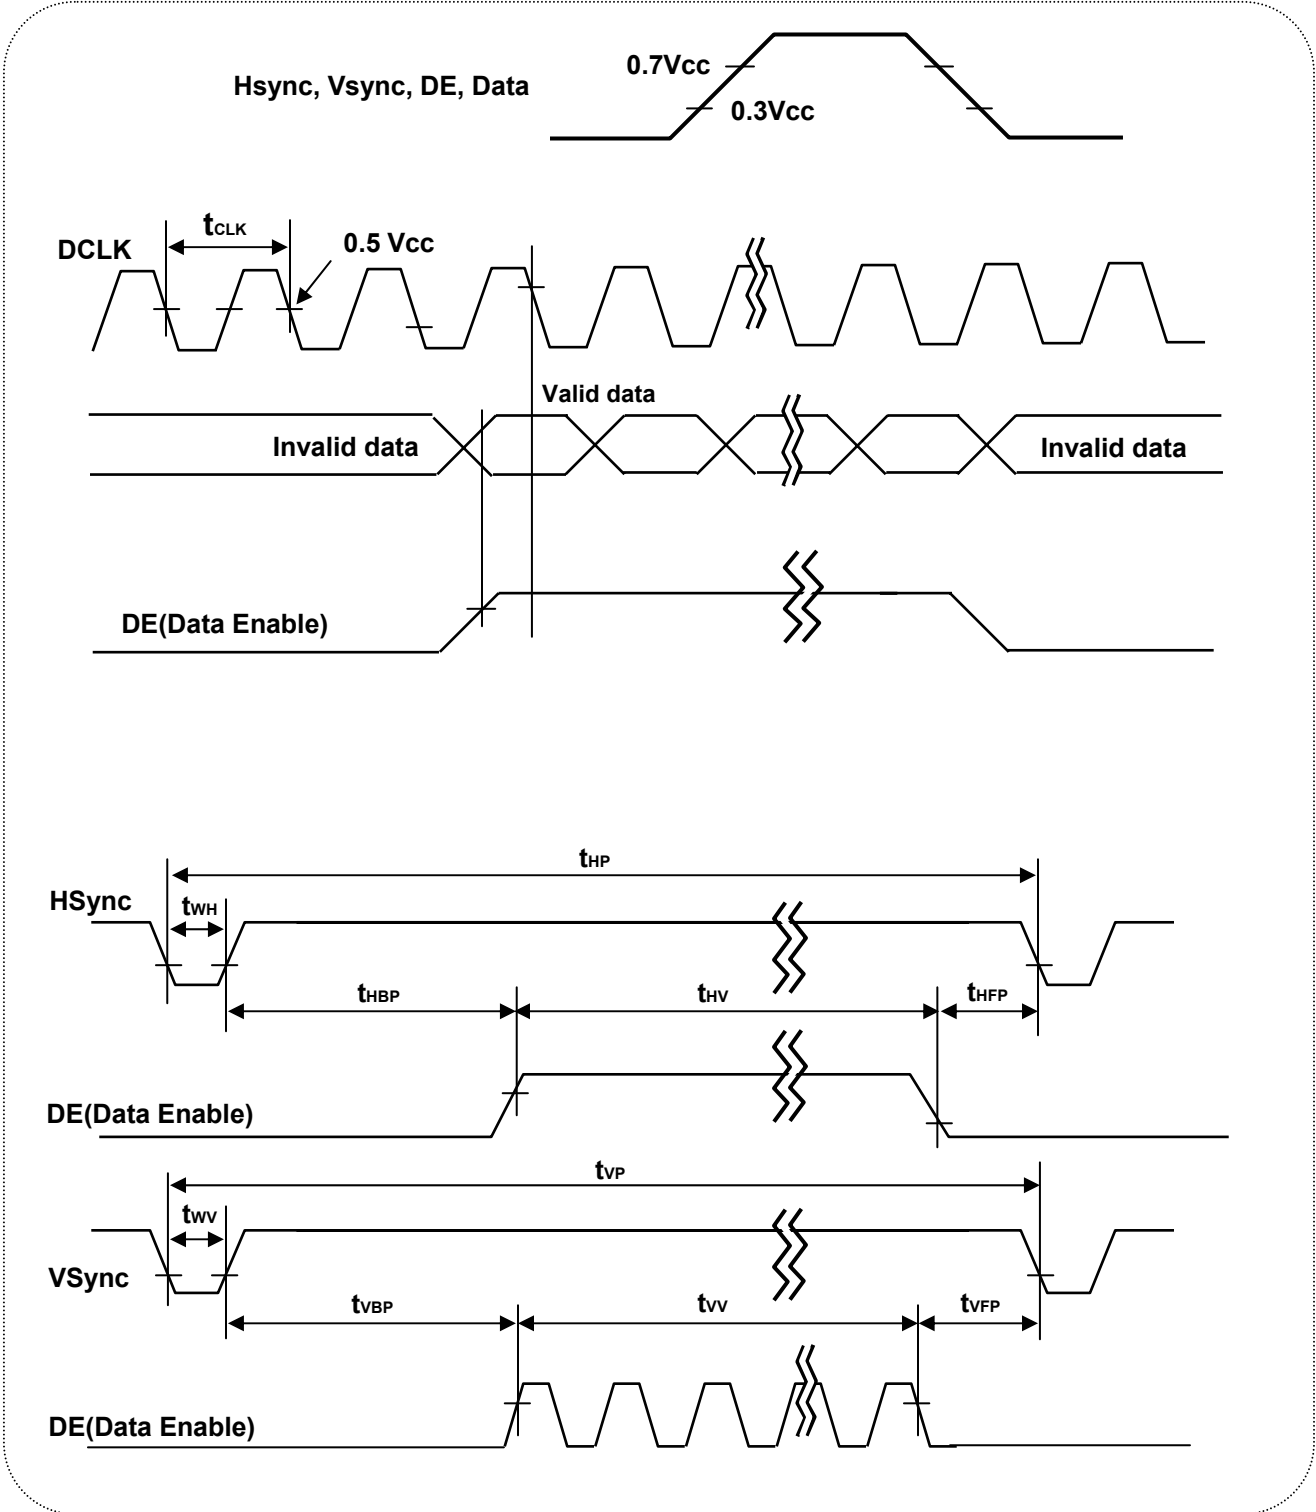 0.7Vcc
Hsync, Vsync, DE, Data
0.3Vcc
tCLK
DCLK
0.5 Vcc
Valid data
Invalid data
Invalid data
DE(Data Enable)
tHP
HSync
tWH
tHBP
tHV
tHFP
DE(Data Enable)
tVP
tWV
VSync
tVBP
tVV
tVFP
DE(Data Enable)